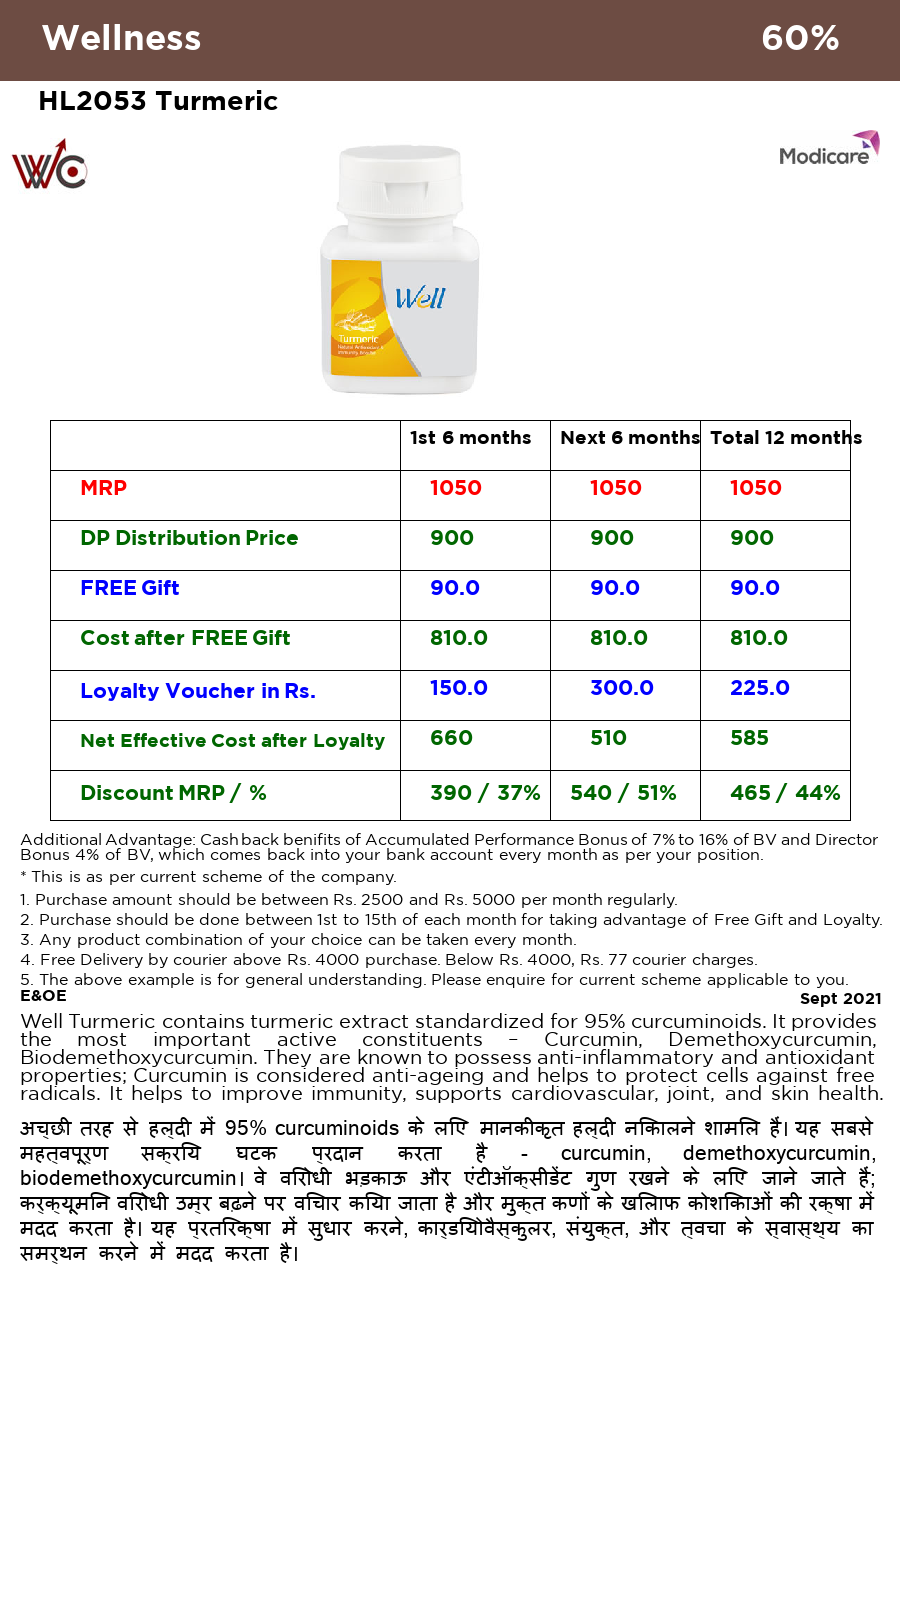 Wellness 60%
HL2053 Turmeric
WC
Modicare
Well
Turmeric
Natural Antioxidant &
Immunity Booster
1st 6 months Next 6 months Total 12 months
MRP 1050 1050 1050
DP Distribution Price 900 900 900
FREE Gift 90.0 90.0 90.0
Cost after FREE Gift 810.0 810.0 810.0
Loyalty Voucher in Rs. 150.0 300.0 225.0
Net Effective Cost after Loyalty 660 510 585
Discount MRP / % 390 / 37% 540 / 51% 465 / 44%
Additional Advantage: Cash back benifits of Accumulated Performance Bonus of 7% to 16% of BV and Director
Bonus 4% of BV, which comes back into your bank account every month as per your position.
* This is as per current scheme of the company.
1. Purchase amount should be between Rs. 2500 and Rs. 5000 per month regularly.
2. Purchase should be done between 1st to 15th of each month for taking advantage of Free Gift and Loyalty.
3. Any product combination of your choice can be taken every month.
4. Free Delivery by courier above Rs. 4000 purchase. Below Rs. 4000, Rs. 77 courier charges.
5. The above example is for general understanding. Please enquire for current scheme applicable to you.
E&OE Sept 2021
Well Turmeric contains turmeric extract standardized for 95% curcuminoids. It provides
the most important active constituents – Curcumin, Demethoxycurcumin,
Biodemethoxycurcumin. They are known to possess anti-inflammatory and antioxidant
properties; Curcumin is considered anti-ageing and helps to protect cells against free
radicals. It helps to improve immunity, supports cardiovascular, joint, and skin health.
अच्छी तरह से हल्दी में 95% curcuminoids के लिए मानकीकृत हल्दी निकालने शामिल हैं। यह सबसे
महत्वपूर्ण सक्रिय घटक प्रदान करता है - curcumin, demethoxycurcumin,
biodemethoxycurcumin। वे विरोधी भड़काऊ और एंटीऑक्सीडेंट गुण रखने के लिए जाने जाते हैं;
कर्क्यूमिन विरोधी उम्र बढ़ने पर विचार किया जाता है और मुक्त कणों के खिलाफ कोशिकाओं की रक्षा में
मदद करता है। यह प्रतिरक्षा में सुधार करने, कार्डियोवैस्कुलर, संयुक्त, और त्वचा के स्वास्थ्य का
समर्थन करने में मदद करता है।